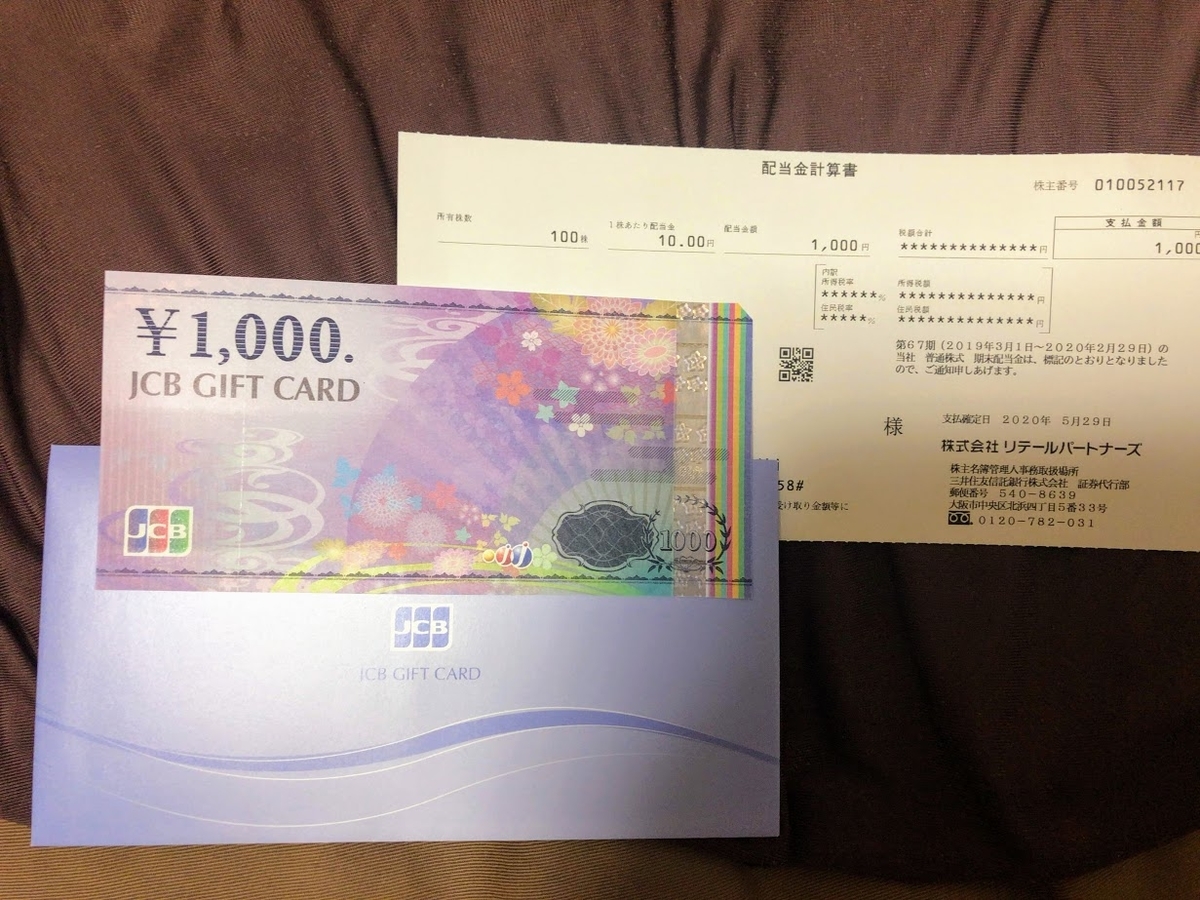 配当金計算書
株主番号 010052117
所有株数
100株
1株あたり配当金
10.00円
配当金額
1,000円
税額合計
**************円
支払金額
円
1,000
内訳
所得税率
******%
住民税率
*****%
所得税額
**************円
住民税額
**************円
第67期(2019年3月1日~2020年2月29日)の
当社 普通株式 期末配当金は、標記のとおりとなりました
ので、ご通知申しあげます。
様
支払確定日 2020年 5月29日
株式会社 リテールパートナーズ
株主名簿管理人事務取扱場所
三井住友信託銀行株式会社 証券代行部
郵便番号 540-8639
大阪市中央区北浜四丁目5番33号
0120-782-031
58#
受け取り金額等に
¥1,000.
JCB GIFT CARD
JCB
1000
JCB
JCB GIFT CARD